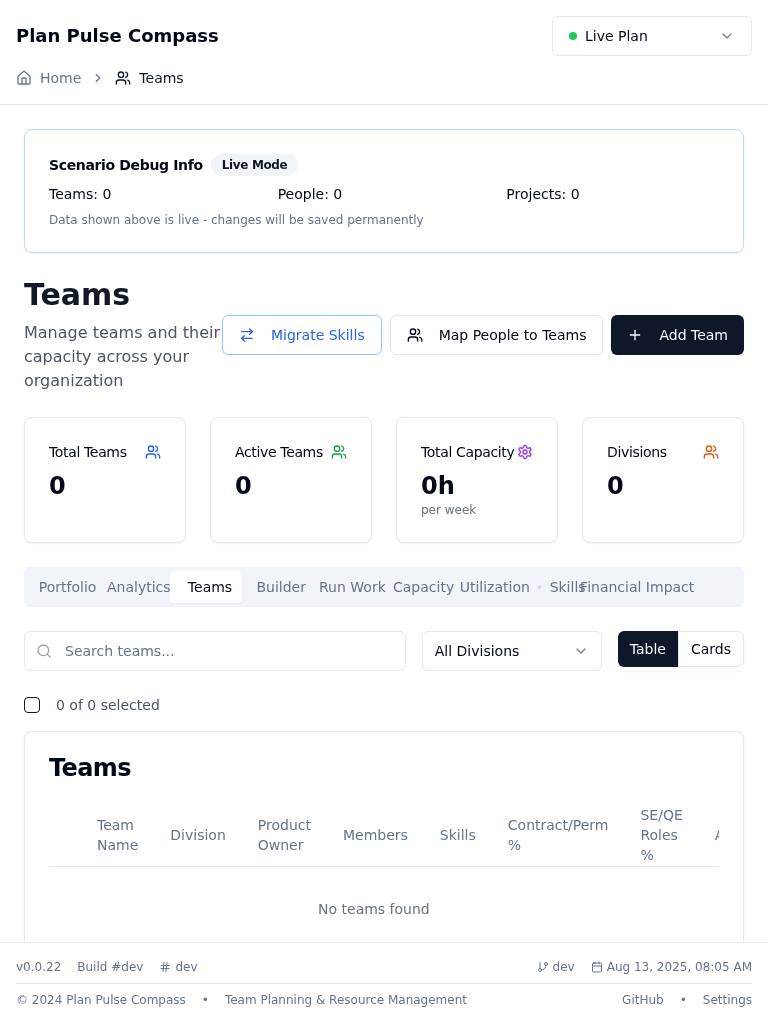 Plan Pulse Compass
Live Plan
Home
Teams
Scenario Debug Info
Live Mode
Teams: 0
People: 0
Projects: 0
Data shown above is live - changes will be saved permanently
Teams
Manage teams and their
capacity across your
organization
Migrate Skills
Map People to Teams
Add Team
Total Teams
0
Active Teams
0
Total Capacity
0h
per week
Divisions
0
Portfolio
Analytics
Teams
Builder
Run Work
Capacity
Utilization
Skills
Financial Impact
Search teams...
All Divisions
Table
Cards
0 of 0 selected
Teams
Team
Name
Division
Product
Owner
Members
Skills
Contract/Perm
%
SE/QE
Roles
%
No teams found
v0.0.22
Build #dev
# dev
dev
Aug 13, 2025, 08:05 AM
© 2024 Plan Pulse Compass
•
Team Planning & Resource Management
GitHub
•
Settings